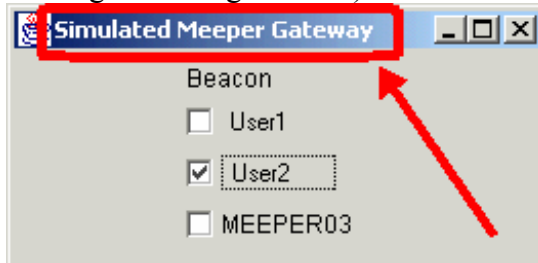 Simulated Meeper Gateway
Beacon
User1
User2
MEEPER03